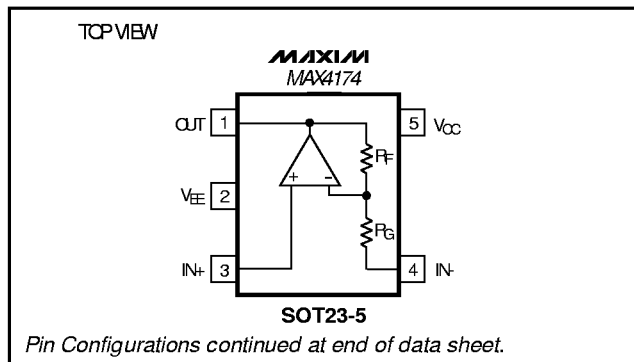 TOP VIEW
MAXIM
MAX4174
OUT 1
5 VCC
RF
+ -
VEE 2
RG
IN+ 3
4 IN-
SOT23-5
Pin Configurations continued at end of data sheet.